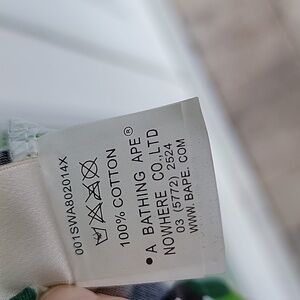 001SWA802014X
100% COTTON
• A BATHING APE®
NOWHERE CO.,LTD
03 (5772) 2524
WWW. BAPE. COM